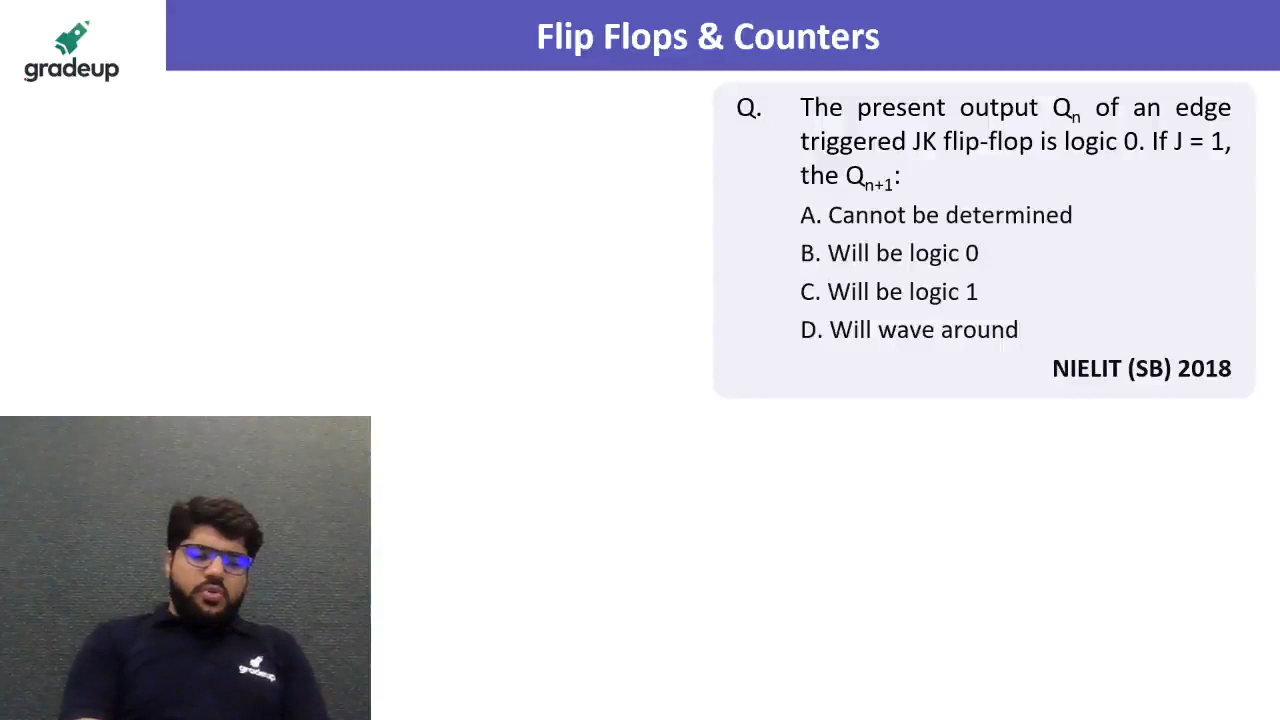 gradeup
Flip Flops & Counters
Q. The present output Qn of an edge
triggered JK flip-flop is logic 0. If J = 1,
the Qn+1:
A. Cannot be determined
B. Will be logic 0
C. Will be logic 1
D. Will wave around
NIELIT (SB) 2018
gradeup